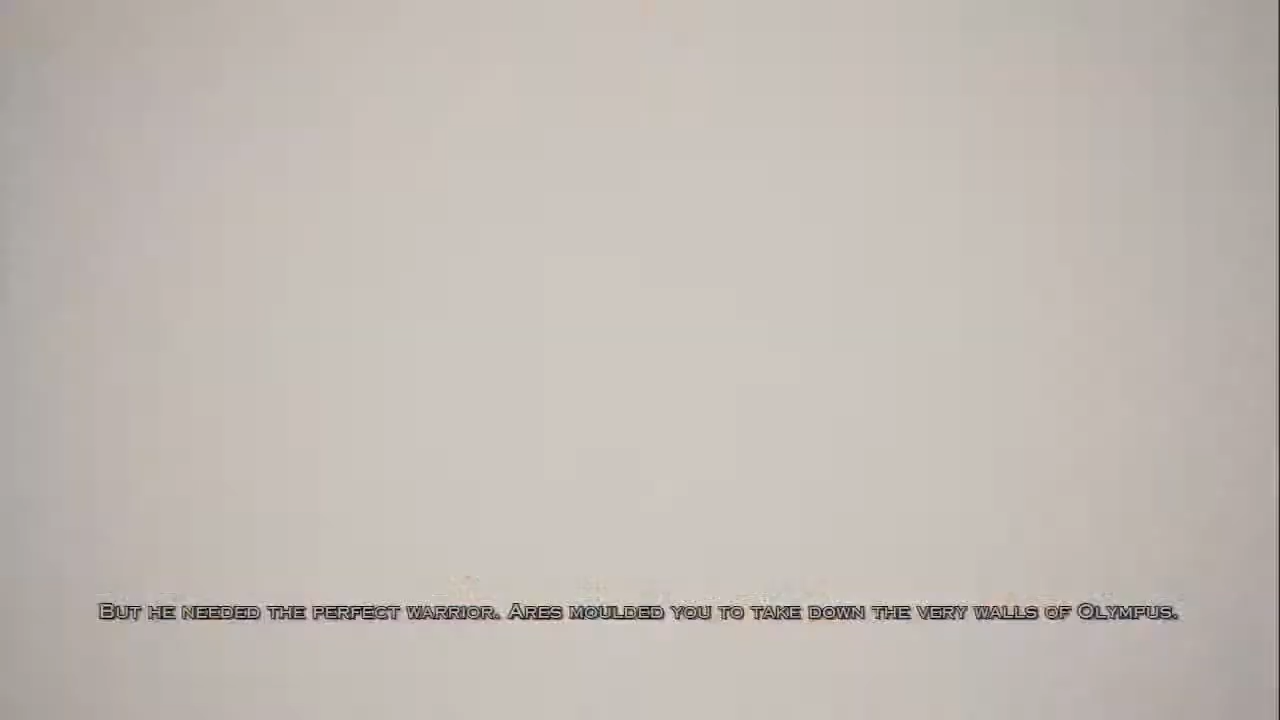 But he needed the perfect warrior. Ares moulded you to take down the very walls of Olympus.